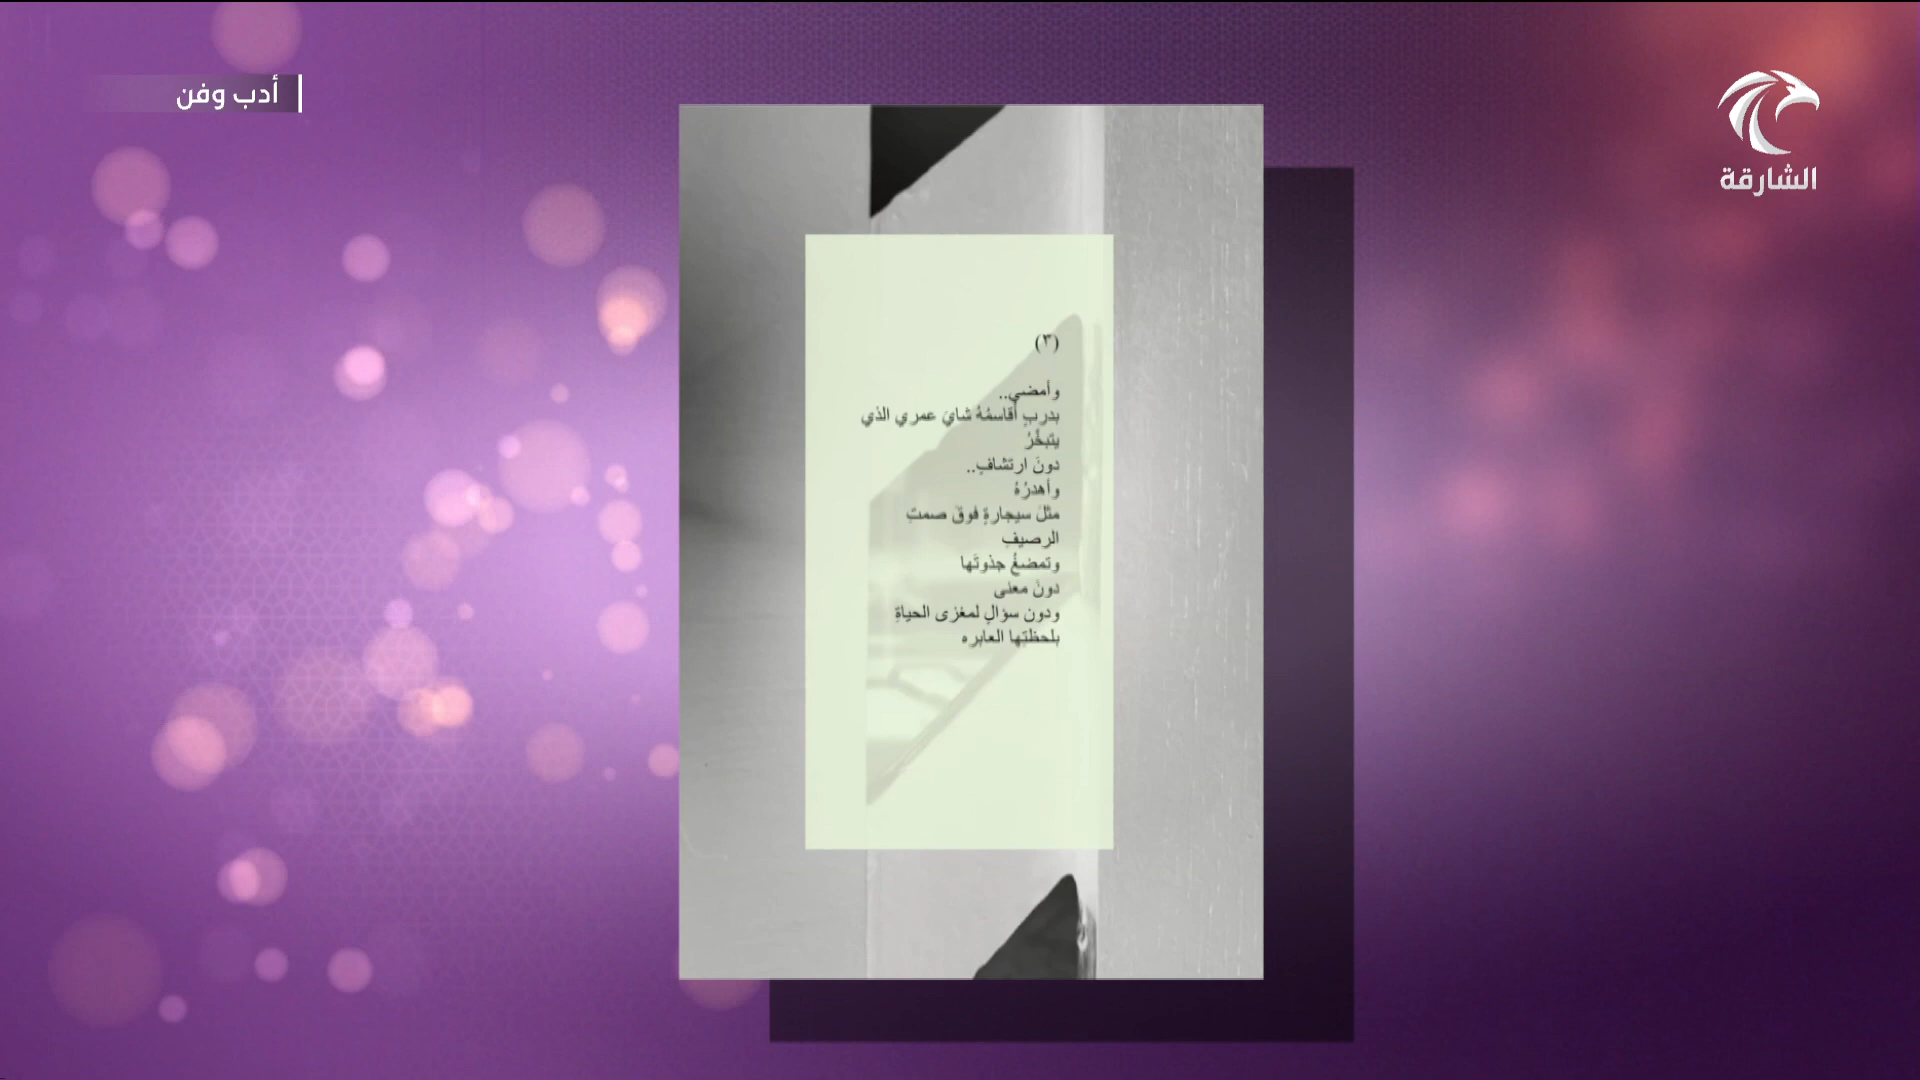 أدب وفن
الشارقة
(٣)
وأمضي..
بدربٍ أقاسمُهُ شايَ عمري الذي
يتبخَّرُ
دونَ ارتشافٍ..
وأهدرُهُ
مثلَ سيجارةٍ فوقَ صمتِ
الرصيفِ
وتمضغُ جذوتَها
دونَ معنى
ودون سؤالٍ لمغزى الحياةِ
بلحظتِها العابره